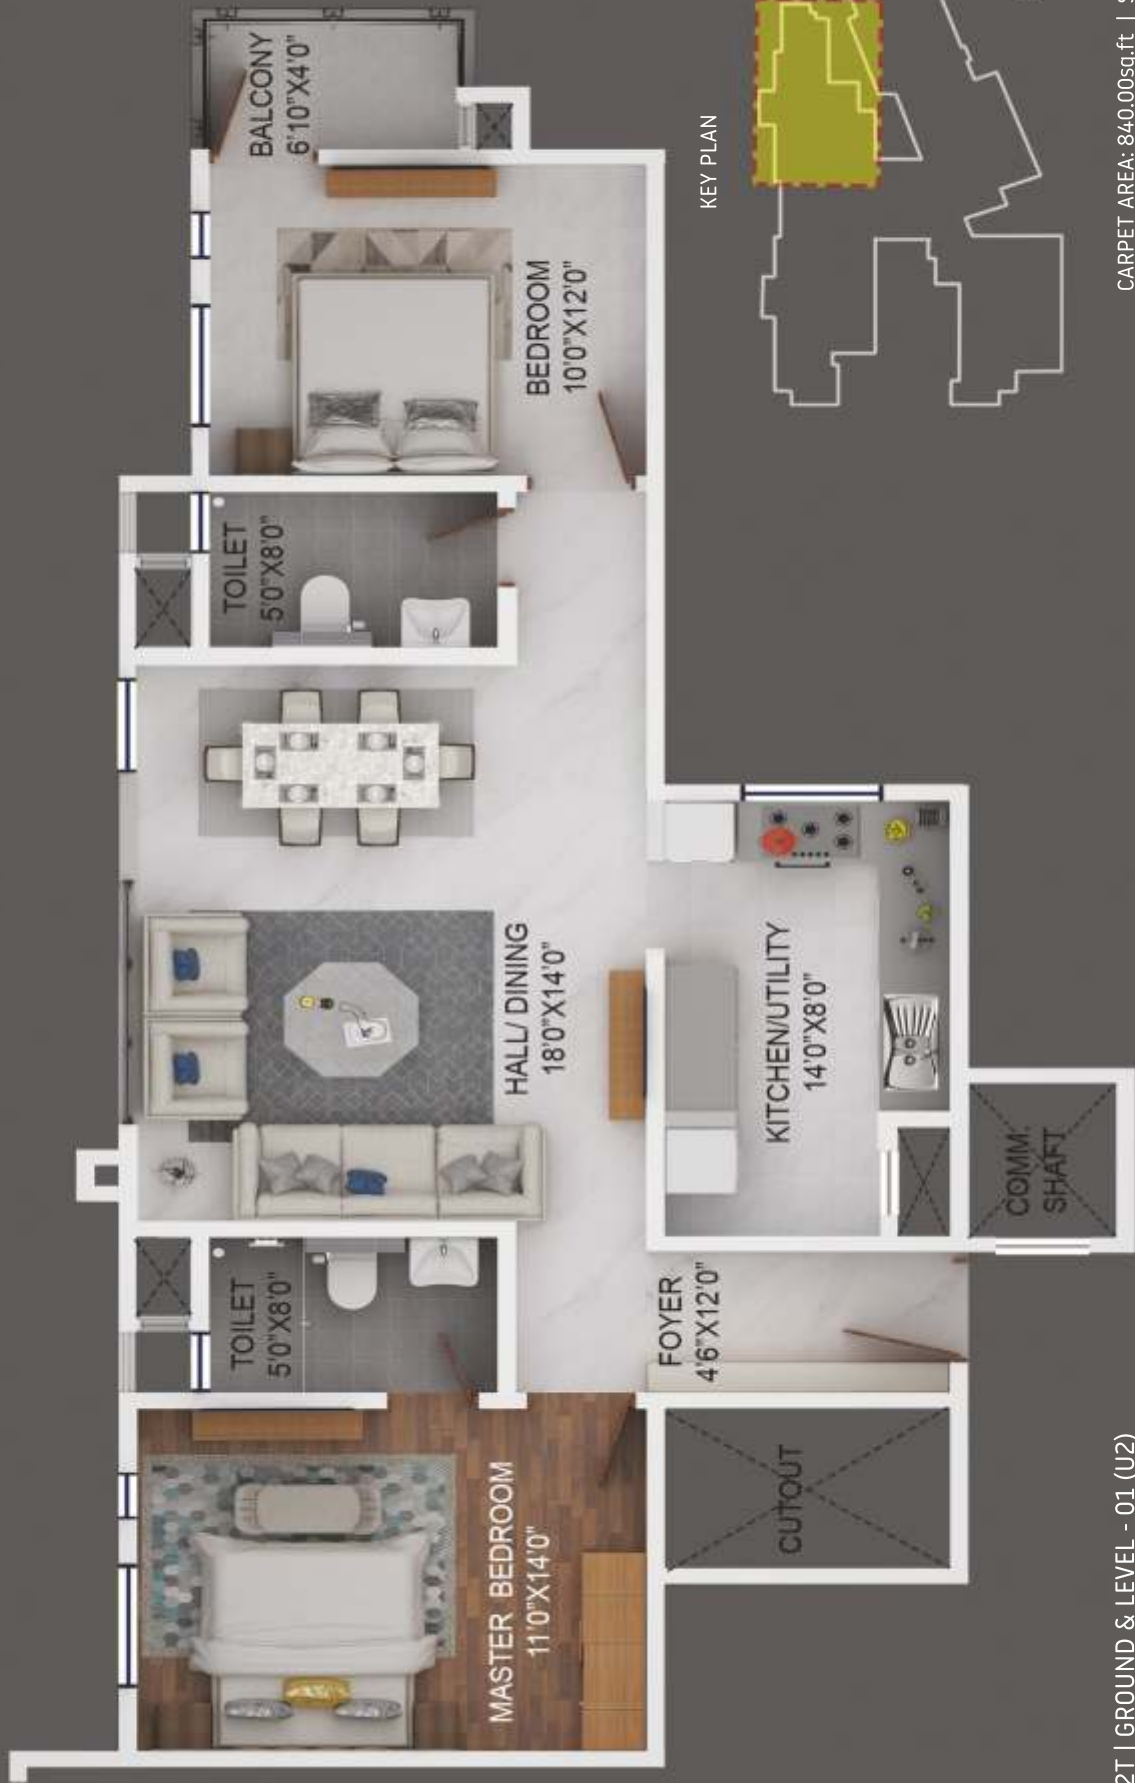 TOILET
5'0"X8'0"
TOILET
5'0"X8'0"
BALCONY
6'10"X4'0"
MASTER BEDROOM
11'0"X14'0"
HALL/ DINING
18'0"X14'0"
BEDROOM
10'0"X12'0"
FOYER
4'6"X12'0"
KITCHEN/UTILITY
14'0"X8'0"
CUTOUT
KEY PLAN
COMM.
SHAFT
2T | GROUND & LEVEL - 01 (U2)
CARPET AREA: 840.00sq.ft |